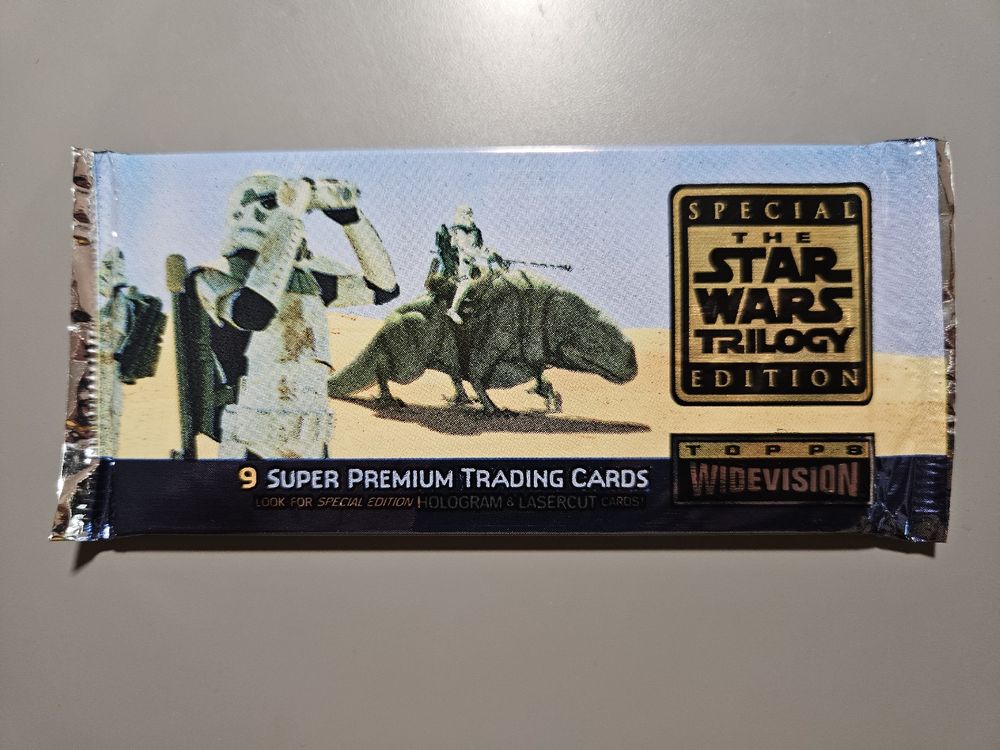 SPECIAL
THE
STAR
WARS
TRILOGY
EDITION
TOPPS
WIDEVISION
9 SUPER PREMIUM TRADING CARDS
LOOK FOR SPECIAL EDITION HOLOGRAM & LASERCUT CARDS!